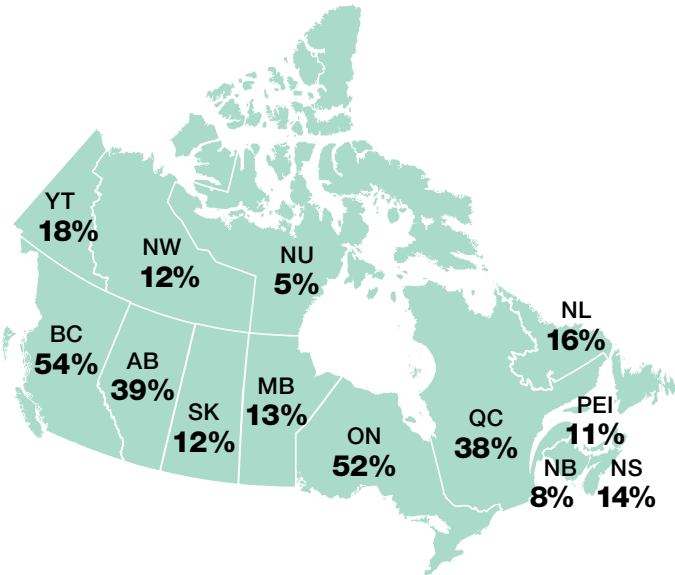 YT
18%
NW
12%
NU
5%
BC
54%
AB
39%
SK
12%
MB
13%
ON
52%
QC
38%
NL
16%
PEI
11%
NB
8%
NS
14%